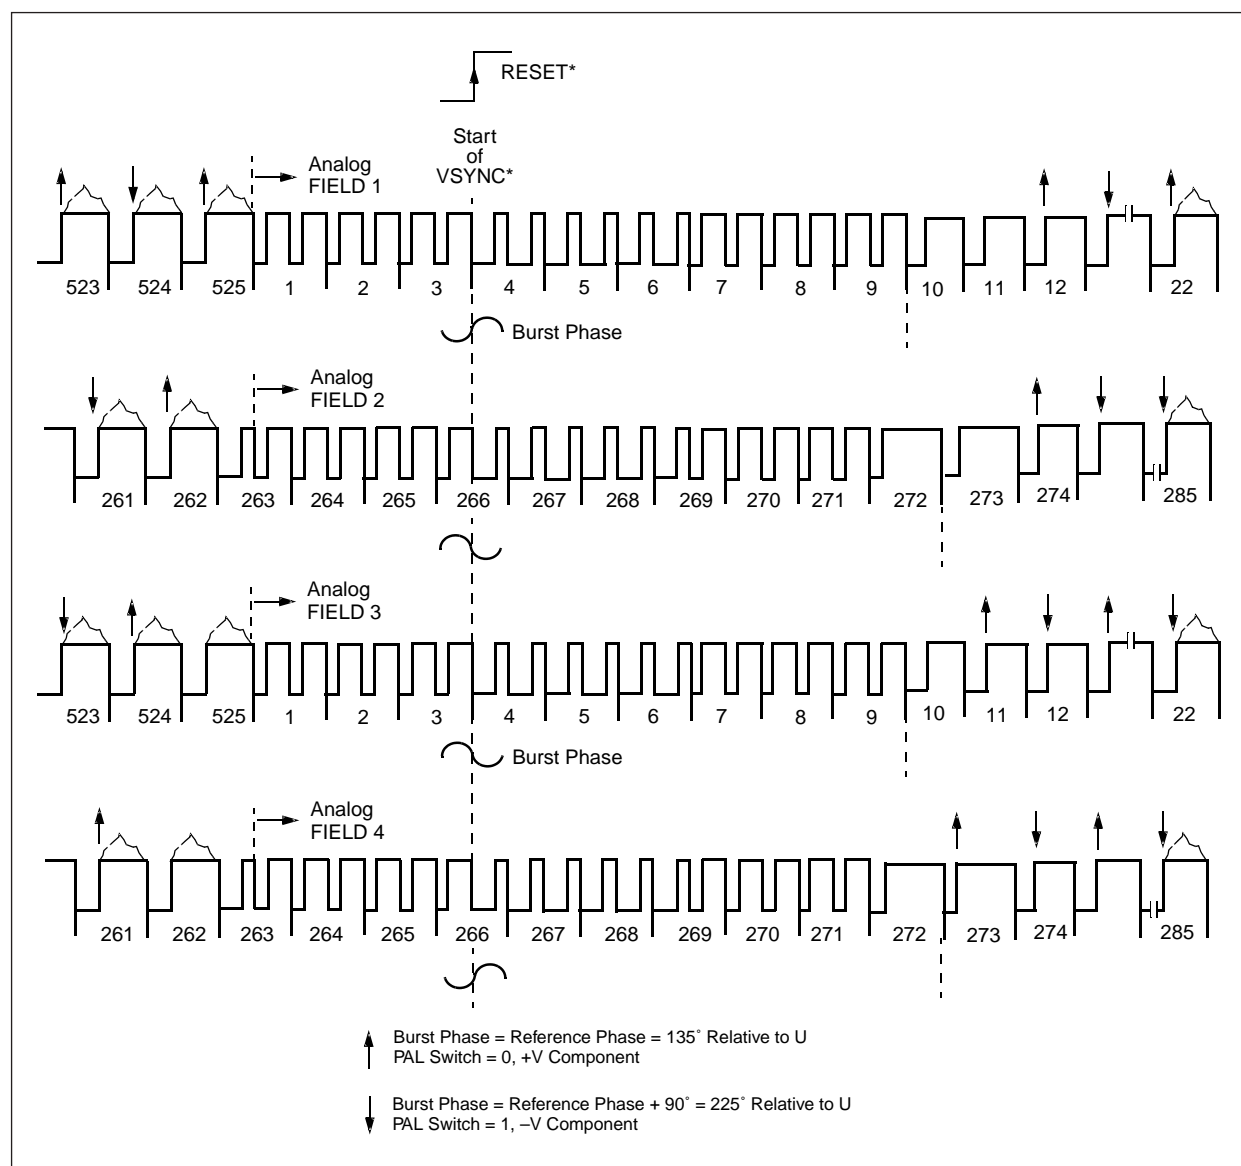 RESET*
Start
of
VSYNC*
Analog
FIELD 1
523 524 525 1 2 3 4 5 6 7 8 9 10 11 12 22
Burst Phase
Analog
FIELD 2
261 262 263 264 265 266 267 268 269 270 271 272 273 274 285
Analog
FIELD 3
523 524 525 1 2 3 4 5 6 7 8 9 10 11 12 22
Burst Phase
Analog
FIELD 4
261 262 263 264 265 266 267 268 269 270 271 272 273 274 285
Burst Phase = Reference Phase = 135° Relative to U
PAL Switch = 0, +V Component
Burst Phase = Reference Phase + 90° = 225° Relative to U
PAL Switch = 1, –V Component